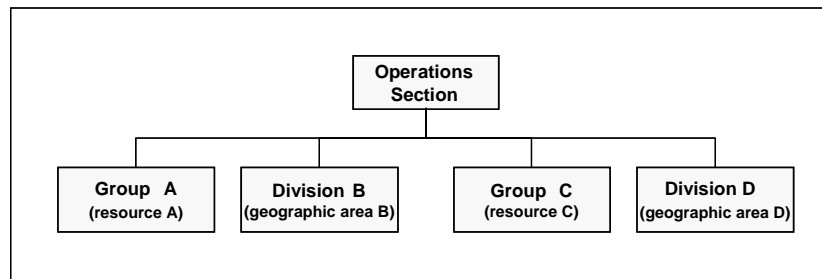 Operations
Section
Group A
(resource A)
Division B
(geographic area B)
Group C
(resource C)
Division D
(geographic area D)